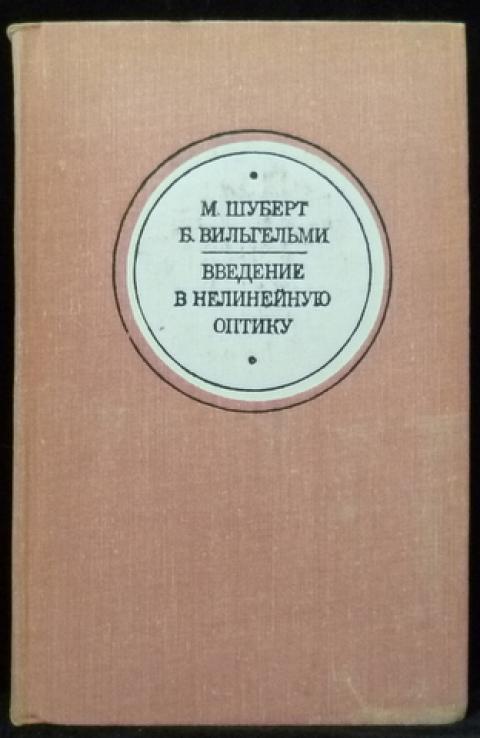 М. ШУБЕРТ
Б. ВИЛЬГЕЛЬМИ
ВВЕДЕНИЕ
В НЕЛИНЕЙНУЮ
ОПТИКУ